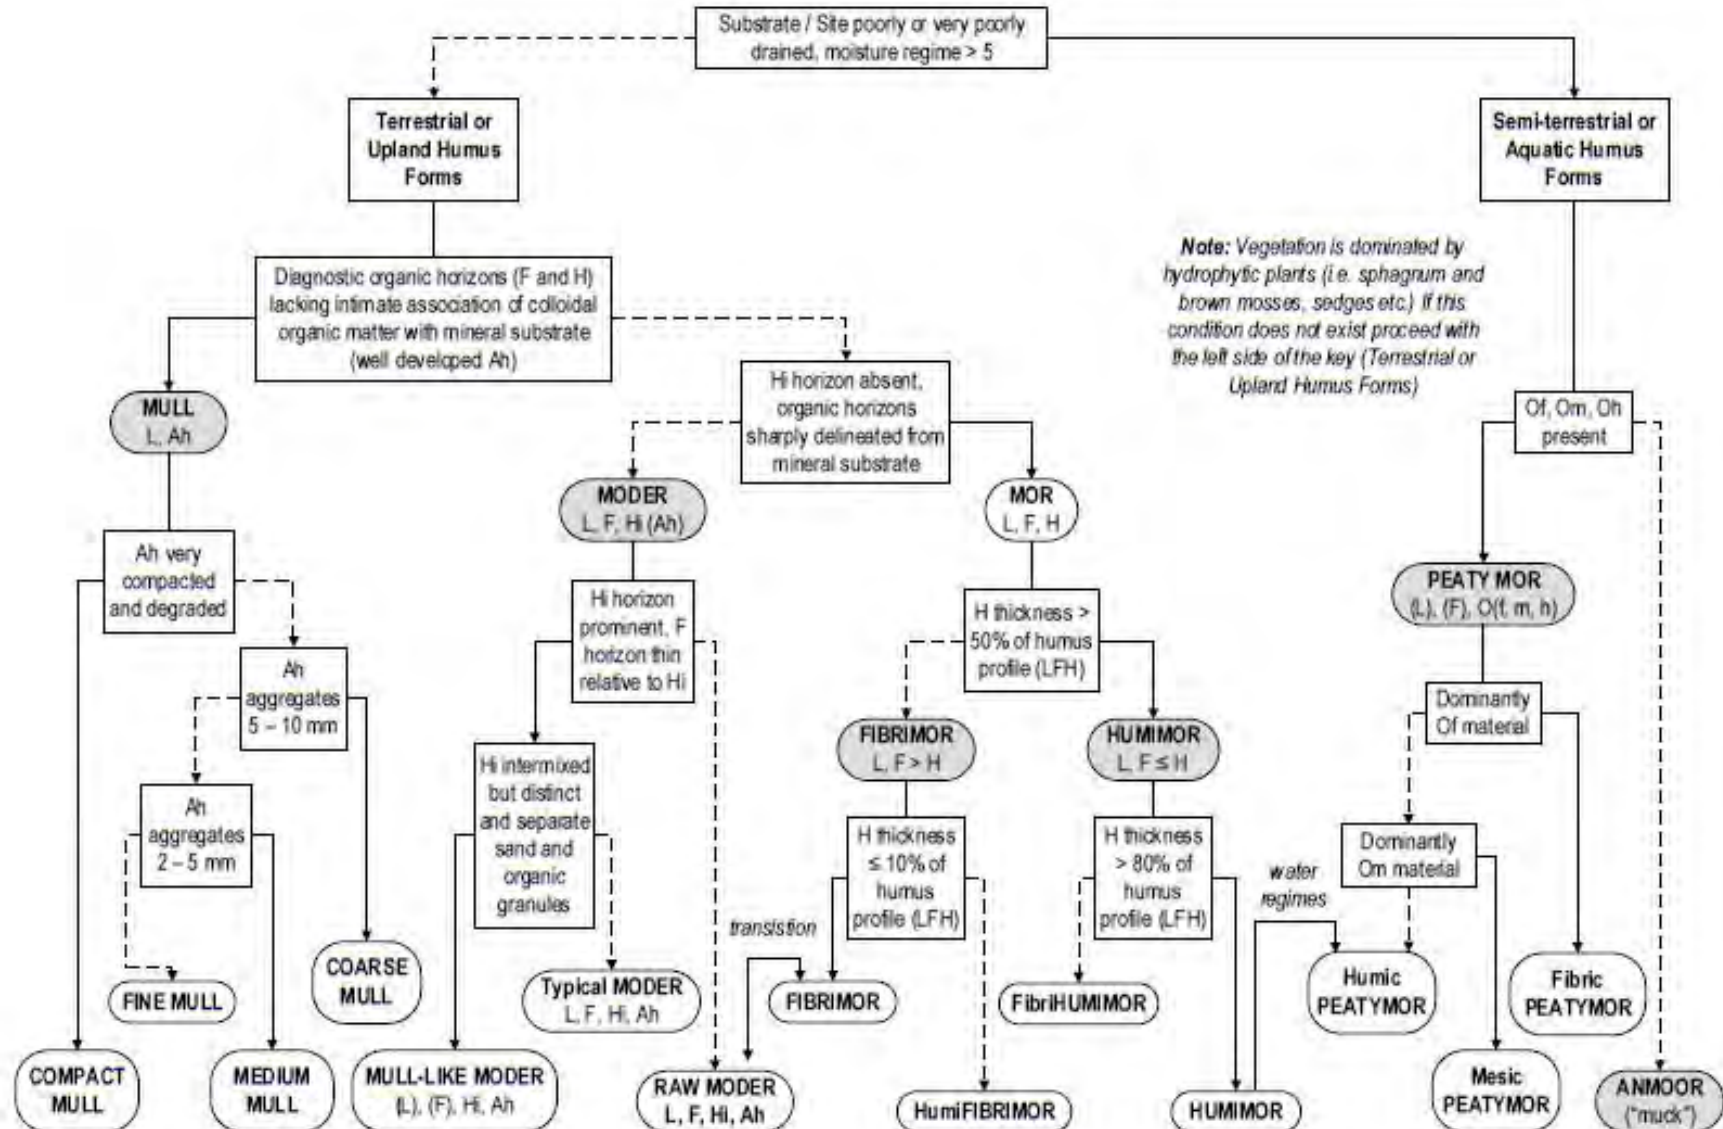 Substrate / Site poorly or very poorly
drained, moisture regime > 5
Terrestrial or
Upland Humus
Forms
Semi-terrestrial or
Aquatic Humus
Forms
Note: Vegetation is dominated by
hydrophytic plants (i.e. sphagnum and
brown mosses, sedges etc.) If this
condition does not exist proceed with
the left side of the key (Terrestrial or
Upland Humus Forms)
Diagnostic organic horizons (F and H)
lacking intimate association of colloidal
organic matter with mineral substrate
(well developed Ah)
Hi horizon absent,
organic horizons
sharply delineated from
mineral substrate
MULL
L, Ah
Of, Om, Oh
present
MODER
L, F, Hi (Ah)
MOR
L, F, H
Ah very
compacted
and degraded
Hi horizon
prominent, F
horizon thin
relative to Hi
H thickness >
50% of humus
profile (LFH)
PEATY MOR
(L), (F), O(f, m, h)
Ah
aggregates
5 – 10 mm
Dominantly
Of material
FIBRIMOR
L, F > H
HUMIMOR
L, F ≤ H
Hi intermixed
but distinct
and separate
sand and
organic
granules
Ah
aggregates
2 – 5 mm
H thickness
≤ 10% of
humus
profile (LFH)
H thickness
> 80% of
humus
profile (LFH)
Dominantly
Om material
water
regimes
transistion
COARSE
MULL
FINE MULL
Typical MODER
L, F, Hi, Ah
FIBRIMOR
FibriHUMIMOR
Humic
PEATYMOR
Fibric
PEATYMOR
COMPACT
MULL
MEDIUM
MULL
MULL-LIKE MODER
(L), (F), Hi, Ah
RAW MODER
L, F, Hi, Ah
HumiFIBRIMOR
HUMIMOR
Mesic
PEATYMOR
ANMOOR
("muck")